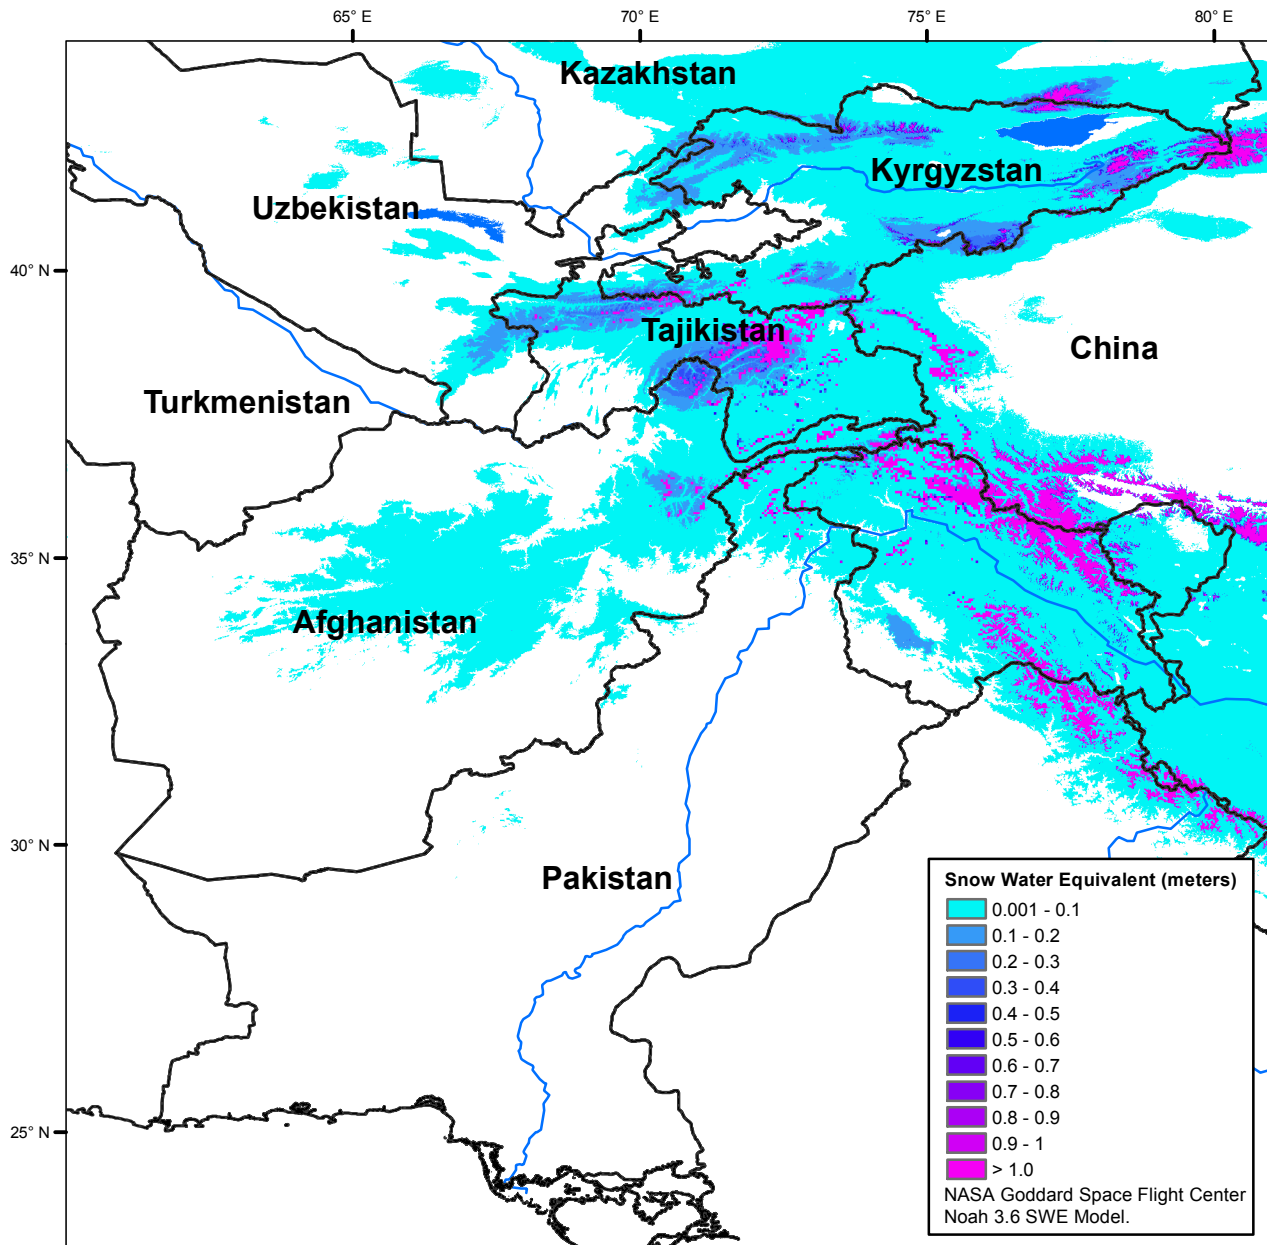 65° E
70° E
75° E
80° E
Kazakhstan
Kyrgyzstan
Uzbekistan
40° N
Tajikistan
China
Turkmenistan
35° N
Afghanistan
30° N
Pakistan
25° N
Snow Water Equivalent (meters)
0.001 - 0.1
0.1 - 0.2
0.2 - 0.3
0.3 - 0.4
0.4 - 0.5
0.5 - 0.6
0.6 - 0.7
0.7 - 0.8
0.8 - 0.9
0.9 - 1
> 1.0
NASA Goddard Space Flight Center
Noah 3.6 SWE Model.